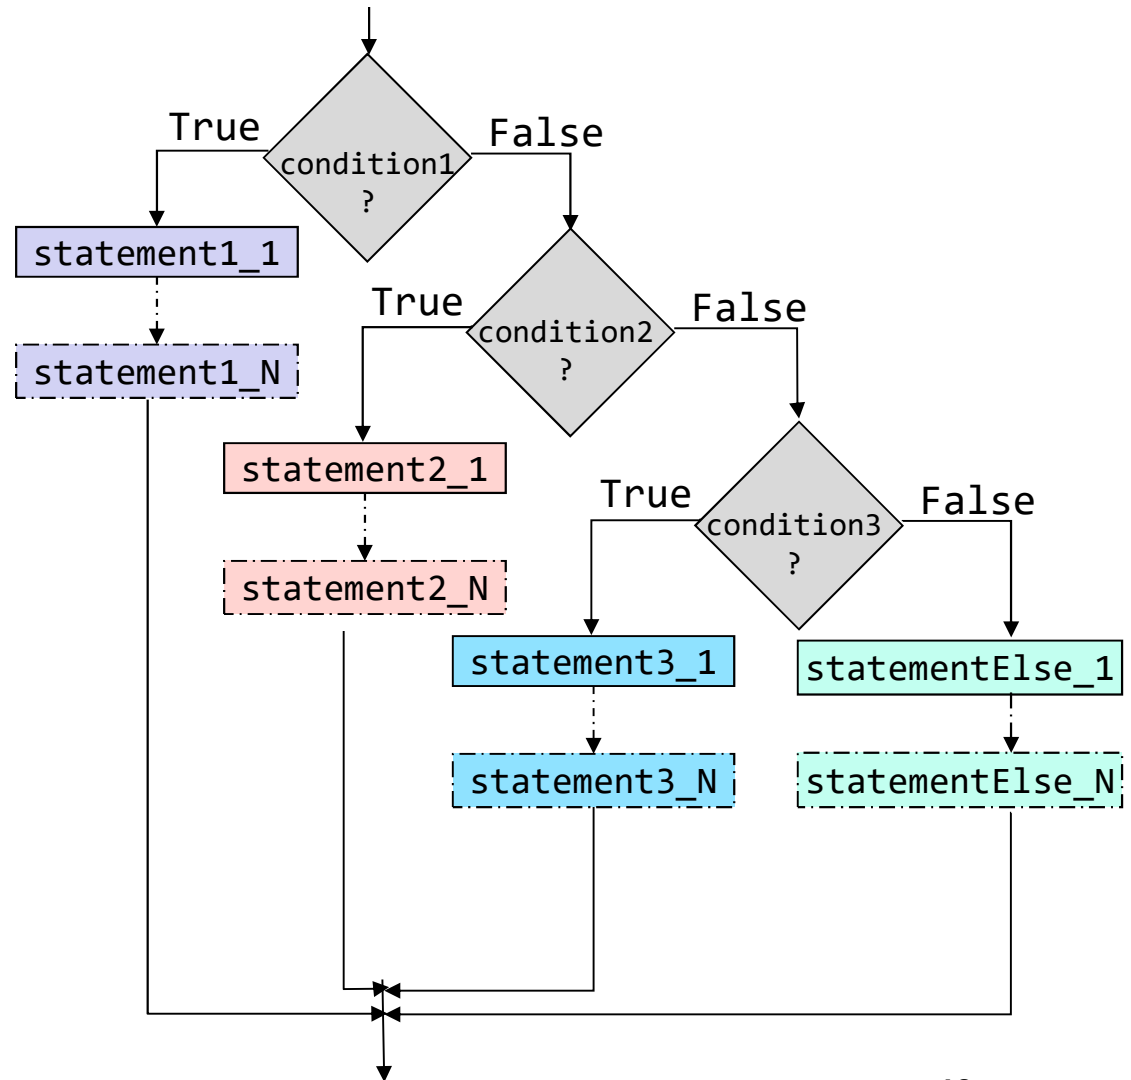 True
False
condition1
?
statement1_1
True
False
condition2
?
statement1_N
statement2_1
True
False
condition3
?
statement2_N
statement3_1
statementElse_1
statement3_N
statementElse_N